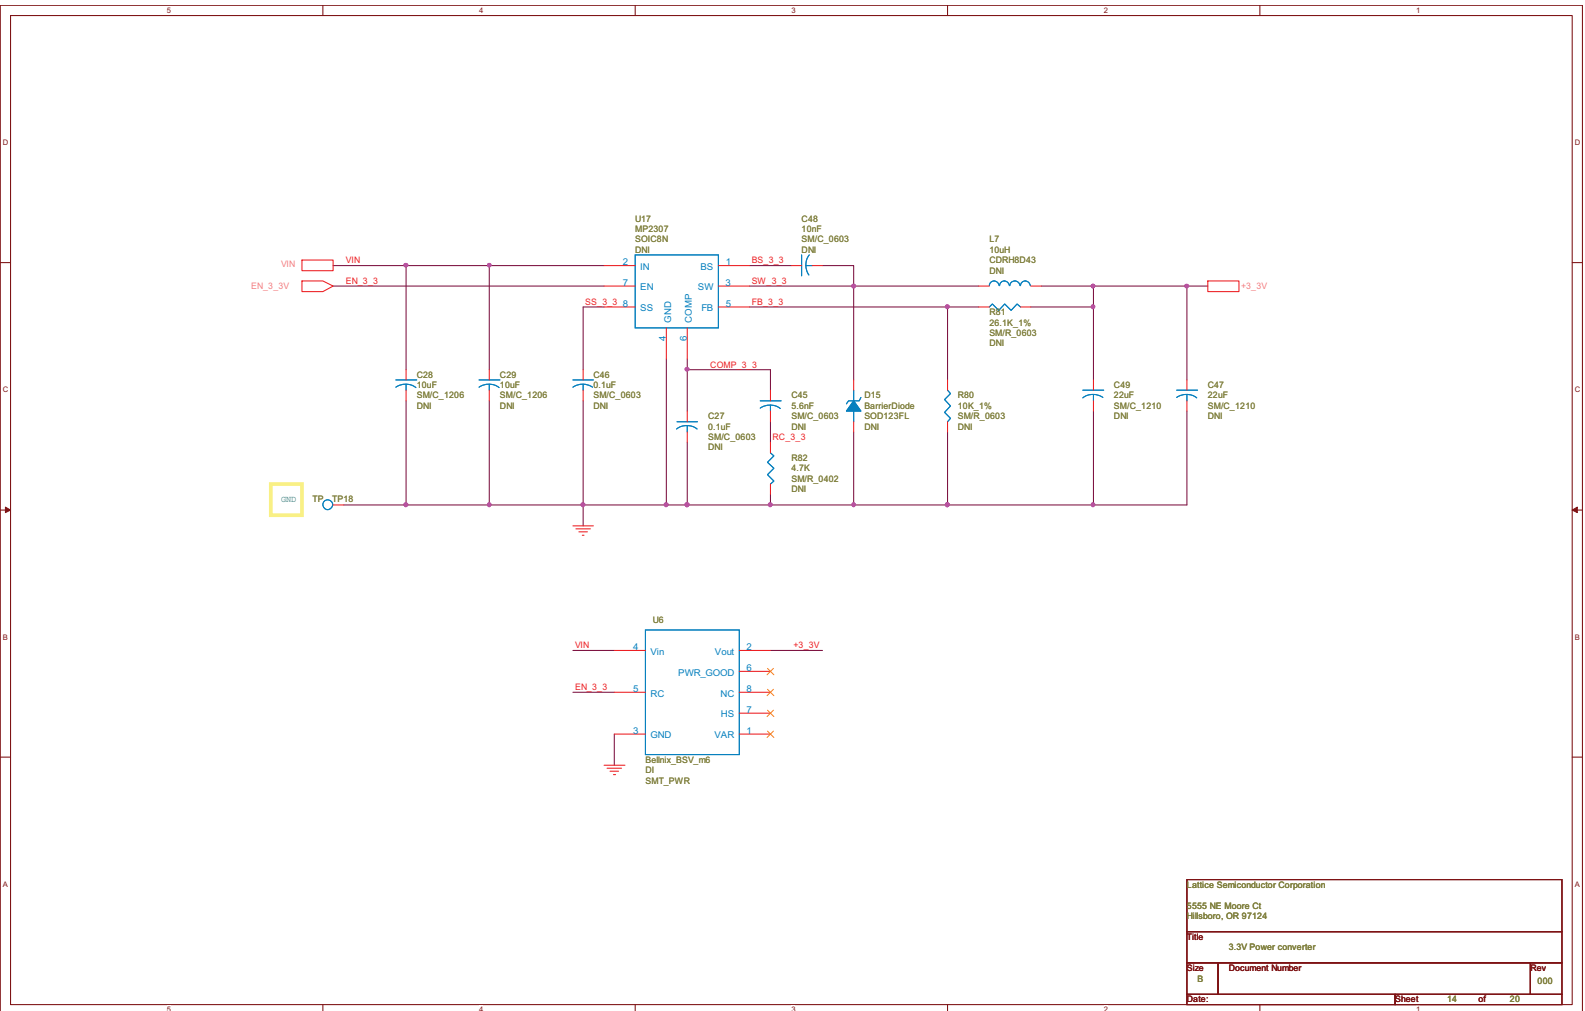 5 4 3 2 1
D D
C C
B B
A A
U17
MP2307
SOIC8N
DNI
C48
10nF
SM/C_0603
DNI
L7
10uH
CDRH8D43
DNI
VIN VIN
EN_3_3V EN_3_3
SS_3_3
2 IN
7 EN
8 SS
BS 1 BS_3_3
SW 3 SW_3_3
FB 5 FB_3_3
GND 4
COMP 6
+3_3V
R81
26.1K_1%
SM/R_0603
DNI
COMP_3_3
C28
10uF
SM/C_1206
DNI
C29
10uF
SM/C_1206
DNI
C46
0.1uF
SM/C_0603
DNI
C27
0.1uF
SM/C_0603
DNI
C45
5.6nF
SM/C_0603
DNI
RC_3_3
R82
4.7K
SM/R_0402
DNI
D15
BarrierDiode
SOD123FL
DNI
R80
10K_1%
SM/R_0603
DNI
C49
22uF
SM/C_1210
DNI
C47
22uF
SM/C_1210
DNI
GND TP TP18
U6
VIN 4 Vin
EN_3_3 5 RC
3 GND
Vout 2 +3_3V
PWR_GOOD 6
NC 8
HS 7
VAR 1
Bellnix_BSV_m6
DI
SMT_PWR
Lattice Semiconductor Corporation
5555 NE Moore Ct
Hillsboro, OR 97124
Title
3.3V Power converter
Size Document Number Rev
B 000
Date: Sheet 14 of 20
5 4 3 2 1